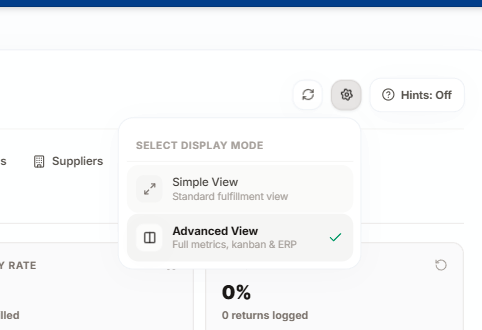 Hints: Off
SELECT DISPLAY MODE
Suppliers
Simple View
Standard fulfillment view
Advanced View
Full metrics, kanban & ERP
RATE
0%
0 returns logged